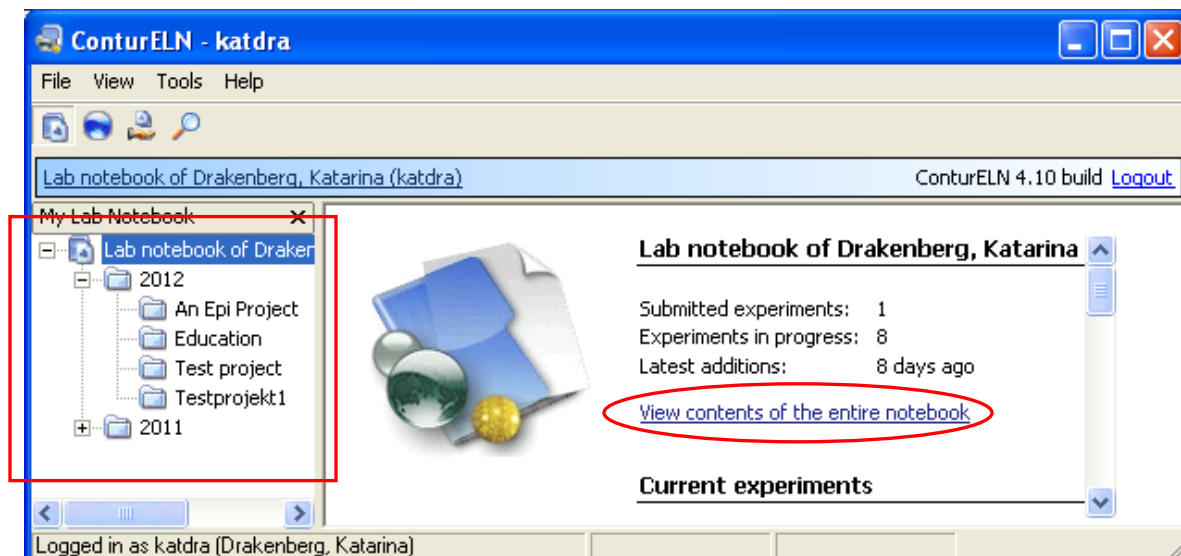 ConturELN - katdra
File View Tools Help
Lab notebook of Drakenberg, Katarina (katdra)
ConturELN 4.10 build Logout
My Lab Notebook
Lab notebook of Draken
2012
An Epi Project
Education
Test project
Testprojekt1
2011
Lab notebook of Drakenberg, Katarina
Submitted experiments: 1
Experiments in progress: 8
Latest additions: 8 days ago
View contents of the entire notebook
Current experiments
Logged in as katdra (Drakenberg, Katarina)